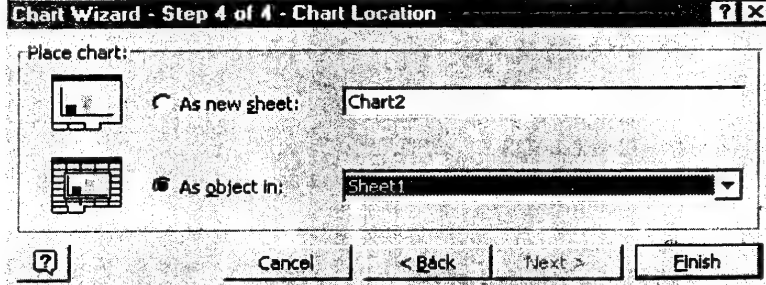 Chart Wizard - Step 4 of 4 - Chart Location ? X
Place chart:
As new sheet: Chart2
As object in: Sheet1
? Cancel < Back Next > Finish